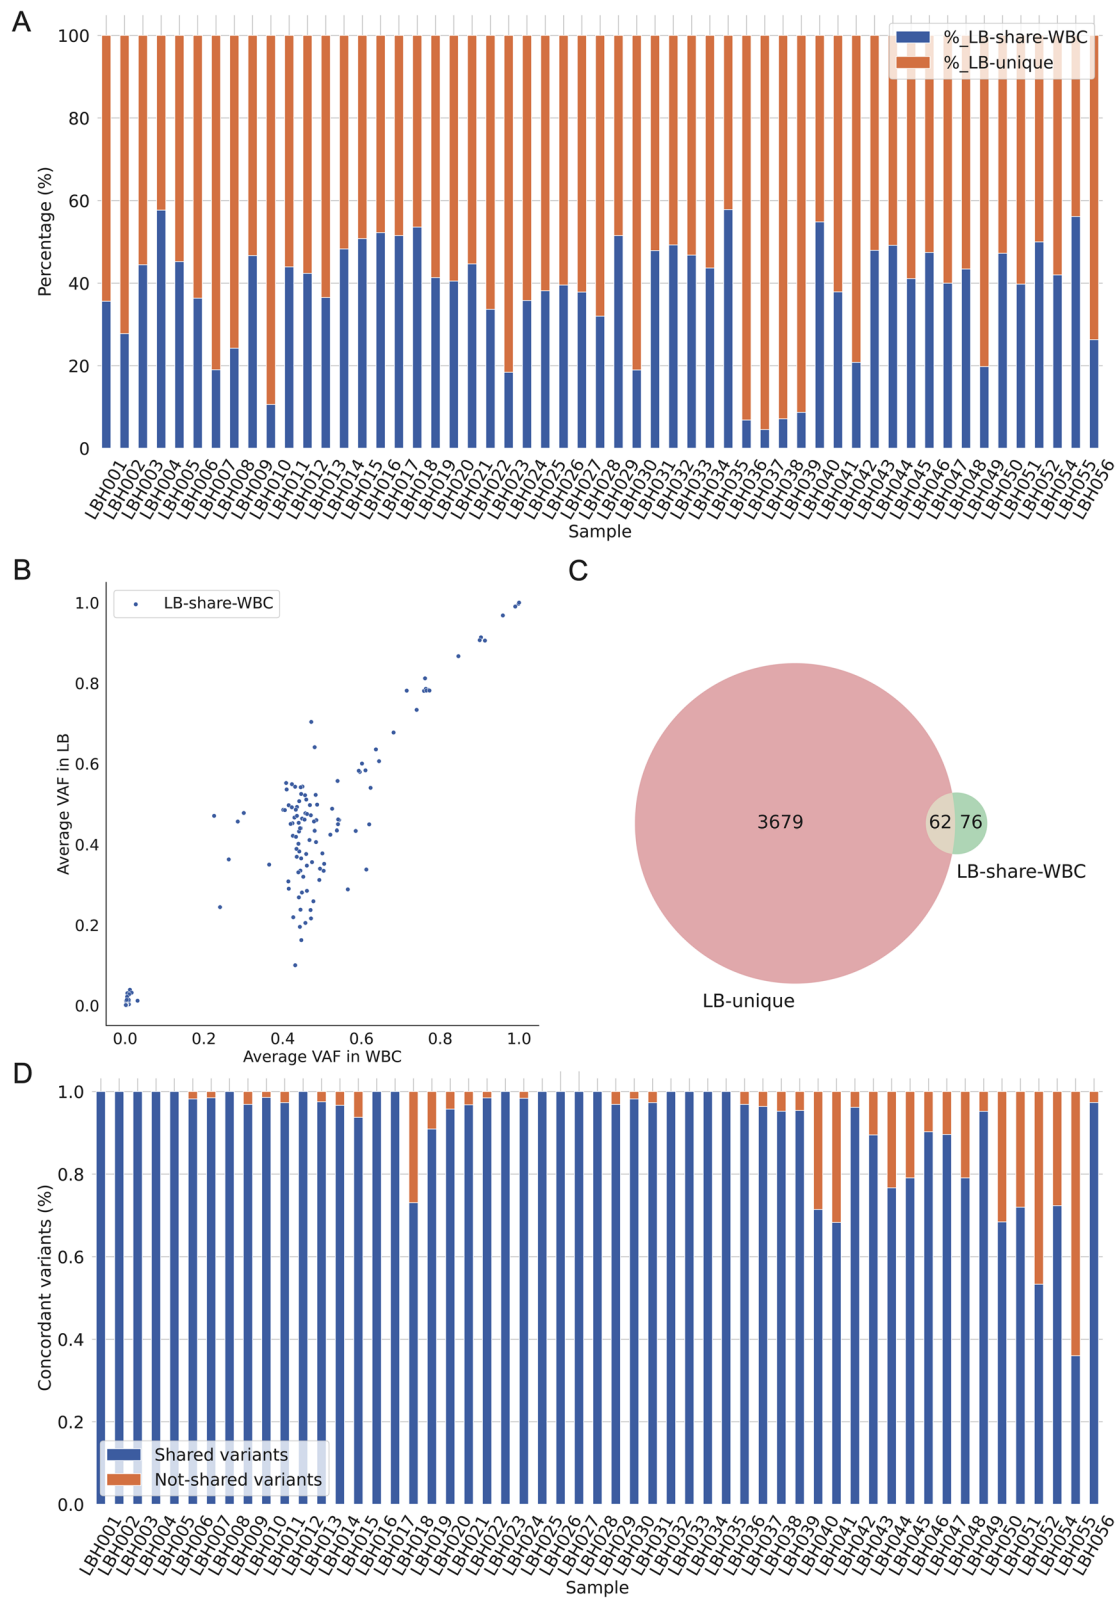 A
100
80
60
40
20
0
Percentage (%)
%_LB-share-WBC
%_LB-unique
LBH001
LBH002
LBH003
LBH004
LBH005
LBH006
LBH007
LBH008
LBH009
LBH010
LBH011
LBH012
LBH013
LBH014
LBH015
LBH016
LBH017
LBH018
LBH019
LBH020
LBH021
LBH022
LBH023
LBH024
LBH025
LBH026
LBH027
LBH028
LBH029
LBH030
LBH031
LBH032
LBH033
LBH034
LBH035
LBH036
LBH037
LBH038
LBH039
LBH040
LBH041
LBH042
LBH043
LBH044
LBH045
LBH046
LBH047
LBH048
LBH049
LBH050
LBH051
LBH052
LBH054
LBH055
LBH056
Sample
B
LB-share-WBC
1.0
0.8
0.6
0.4
0.2
0.0
Average VAF in LB
0.0 0.2 0.4 0.6 0.8 1.0
Average VAF in WBC
C
3679
62
76
LB-share-WBC
LB-unique
D
1.0
0.8
0.6
0.4
0.2
0.0
Concordant variants (%)
Shared variants
Not-shared variants
LBH001
LBH002
LBH003
LBH004
LBH005
LBH006
LBH007
LBH008
LBH009
LBH010
LBH011
LBH012
LBH013
LBH014
LBH015
LBH016
LBH017
LBH018
LBH019
LBH020
LBH021
LBH022
LBH023
LBH024
LBH025
LBH026
LBH027
LBH028
LBH029
LBH030
LBH031
LBH032
LBH033
LBH034
LBH035
LBH036
LBH037
LBH038
LBH039
LBH040
LBH041
LBH042
LBH043
LBH044
LBH045
LBH046
LBH047
LBH048
LBH049
LBH050
LBH051
LBH052
LBH054
LBH055
LBH056
Sample